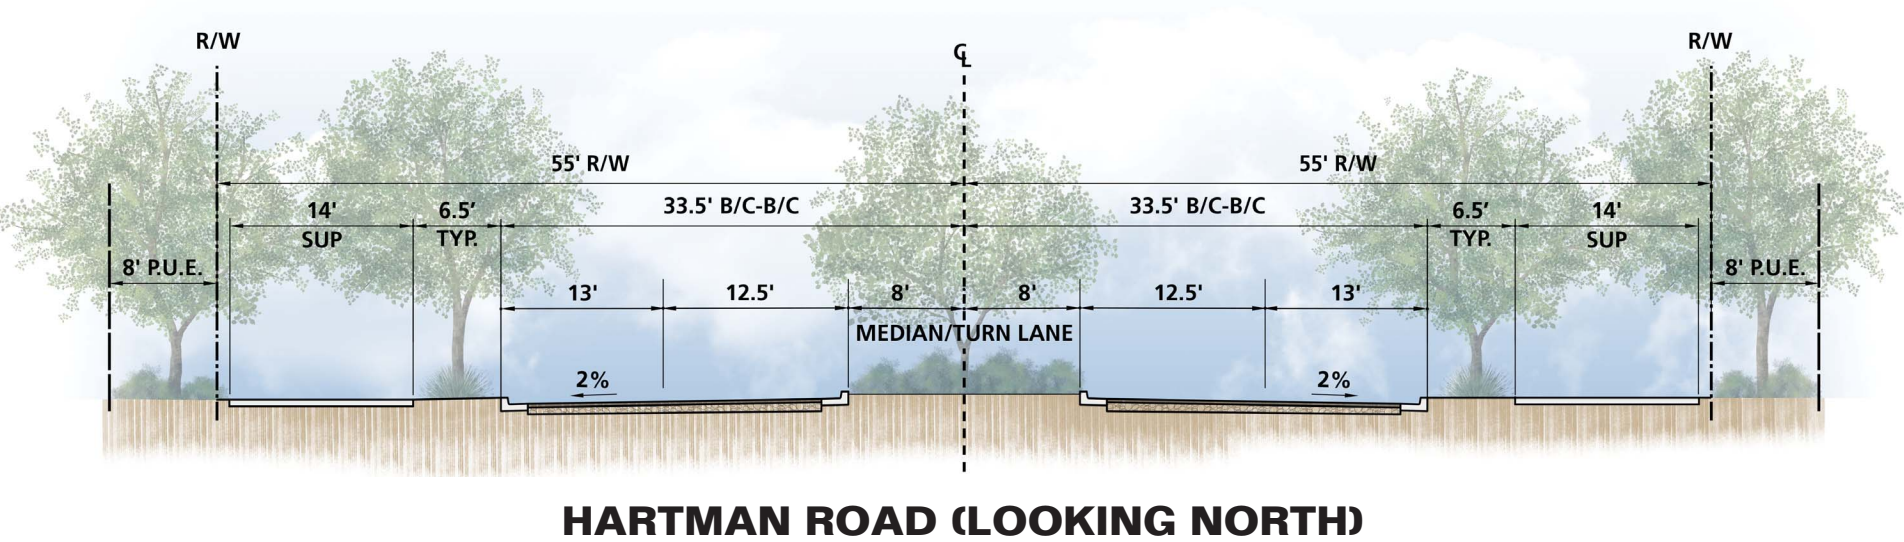 R/W
R/W
℄
55' R/W
55' R/W
33.5' B/C-B/C
33.5' B/C-B/C
14'
SUP
6.5’
TYP.
6.5’
TYP.
14'
SUP
8' P.U.E.
8' P.U.E.
13'
12.5'
8'
8'
12.5'
13'
MEDIAN/TURN LANE
2%
2%
HARTMAN ROAD (LOOKING NORTH)